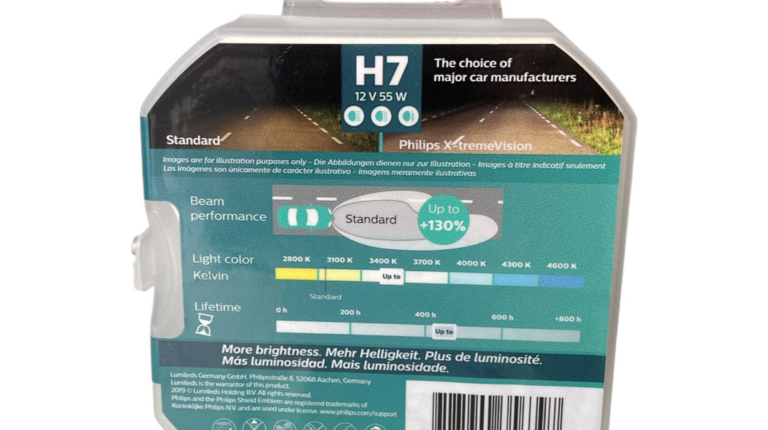 H7
12 V 55 W
The choice of
major car manufacturers
Standard
Philips X-tremeVision
Images are for illustration purposes only - Die Abbildungen dienen nur zur Illustration - Images à titre indicatif seulement
Las imágenes son únicamente de carácter ilustrativo - Imagens meramente ilustrativas
Beam
performance
Standard
Up to
+130%
Light color
Kelvin
2800 K 3100 K 3400 K 3700 K 4000 K 4300 K 4600 K
Up to
Standard
Lifetime
0 h 200 h 400 h 600 h +800 h
Up to
More brightness. Mehr Helligkeit. Plus de luminosité.
Más luminosidad. Mais luminosidade.
Lumileds Germany GmbH, Philipsstraße 8, 52068 Aachen, Germany
Lumileds is the warrantor of this product.
2019 © Lumileds Holding B.V. All rights reserved.
Philips and the Philips Shield Emblem are registered trademarks of
Koninklijke Philips N.V. and are used under license. www.philips.com/support